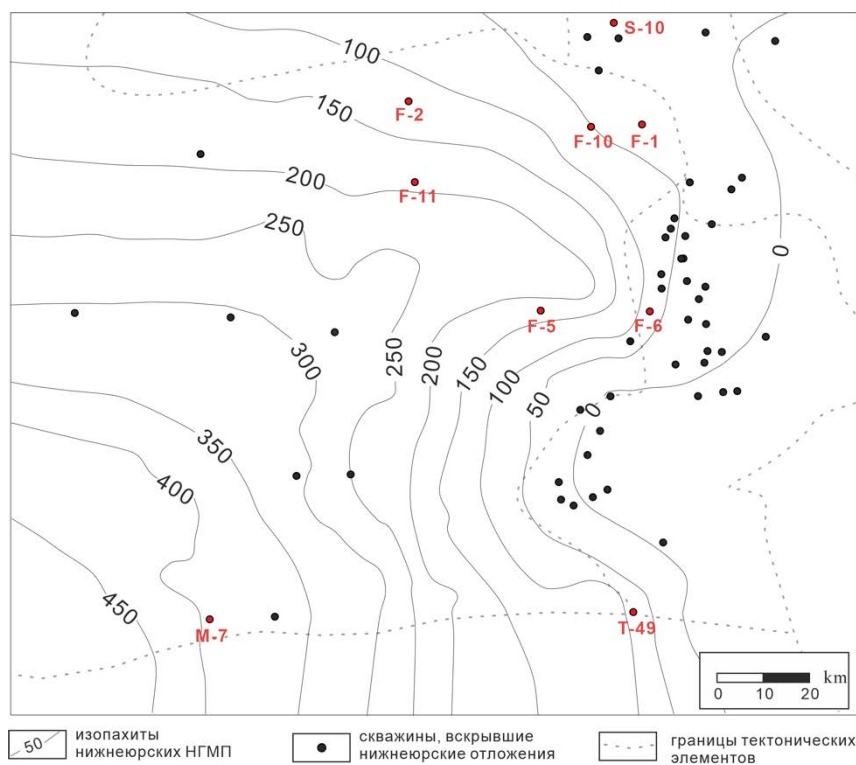 S-10
100
F-2
150
F-10
F-1
200
F-11
250
0
F-5
F-6
300
250
200
150
100
50
0
350
400
450
M-7
T-49
km
0 10 20
50
изопахиты
нижнеюрских НГМП
скважины, вскрывшие
нижнеюрские отложения
границы тектонических
элементов